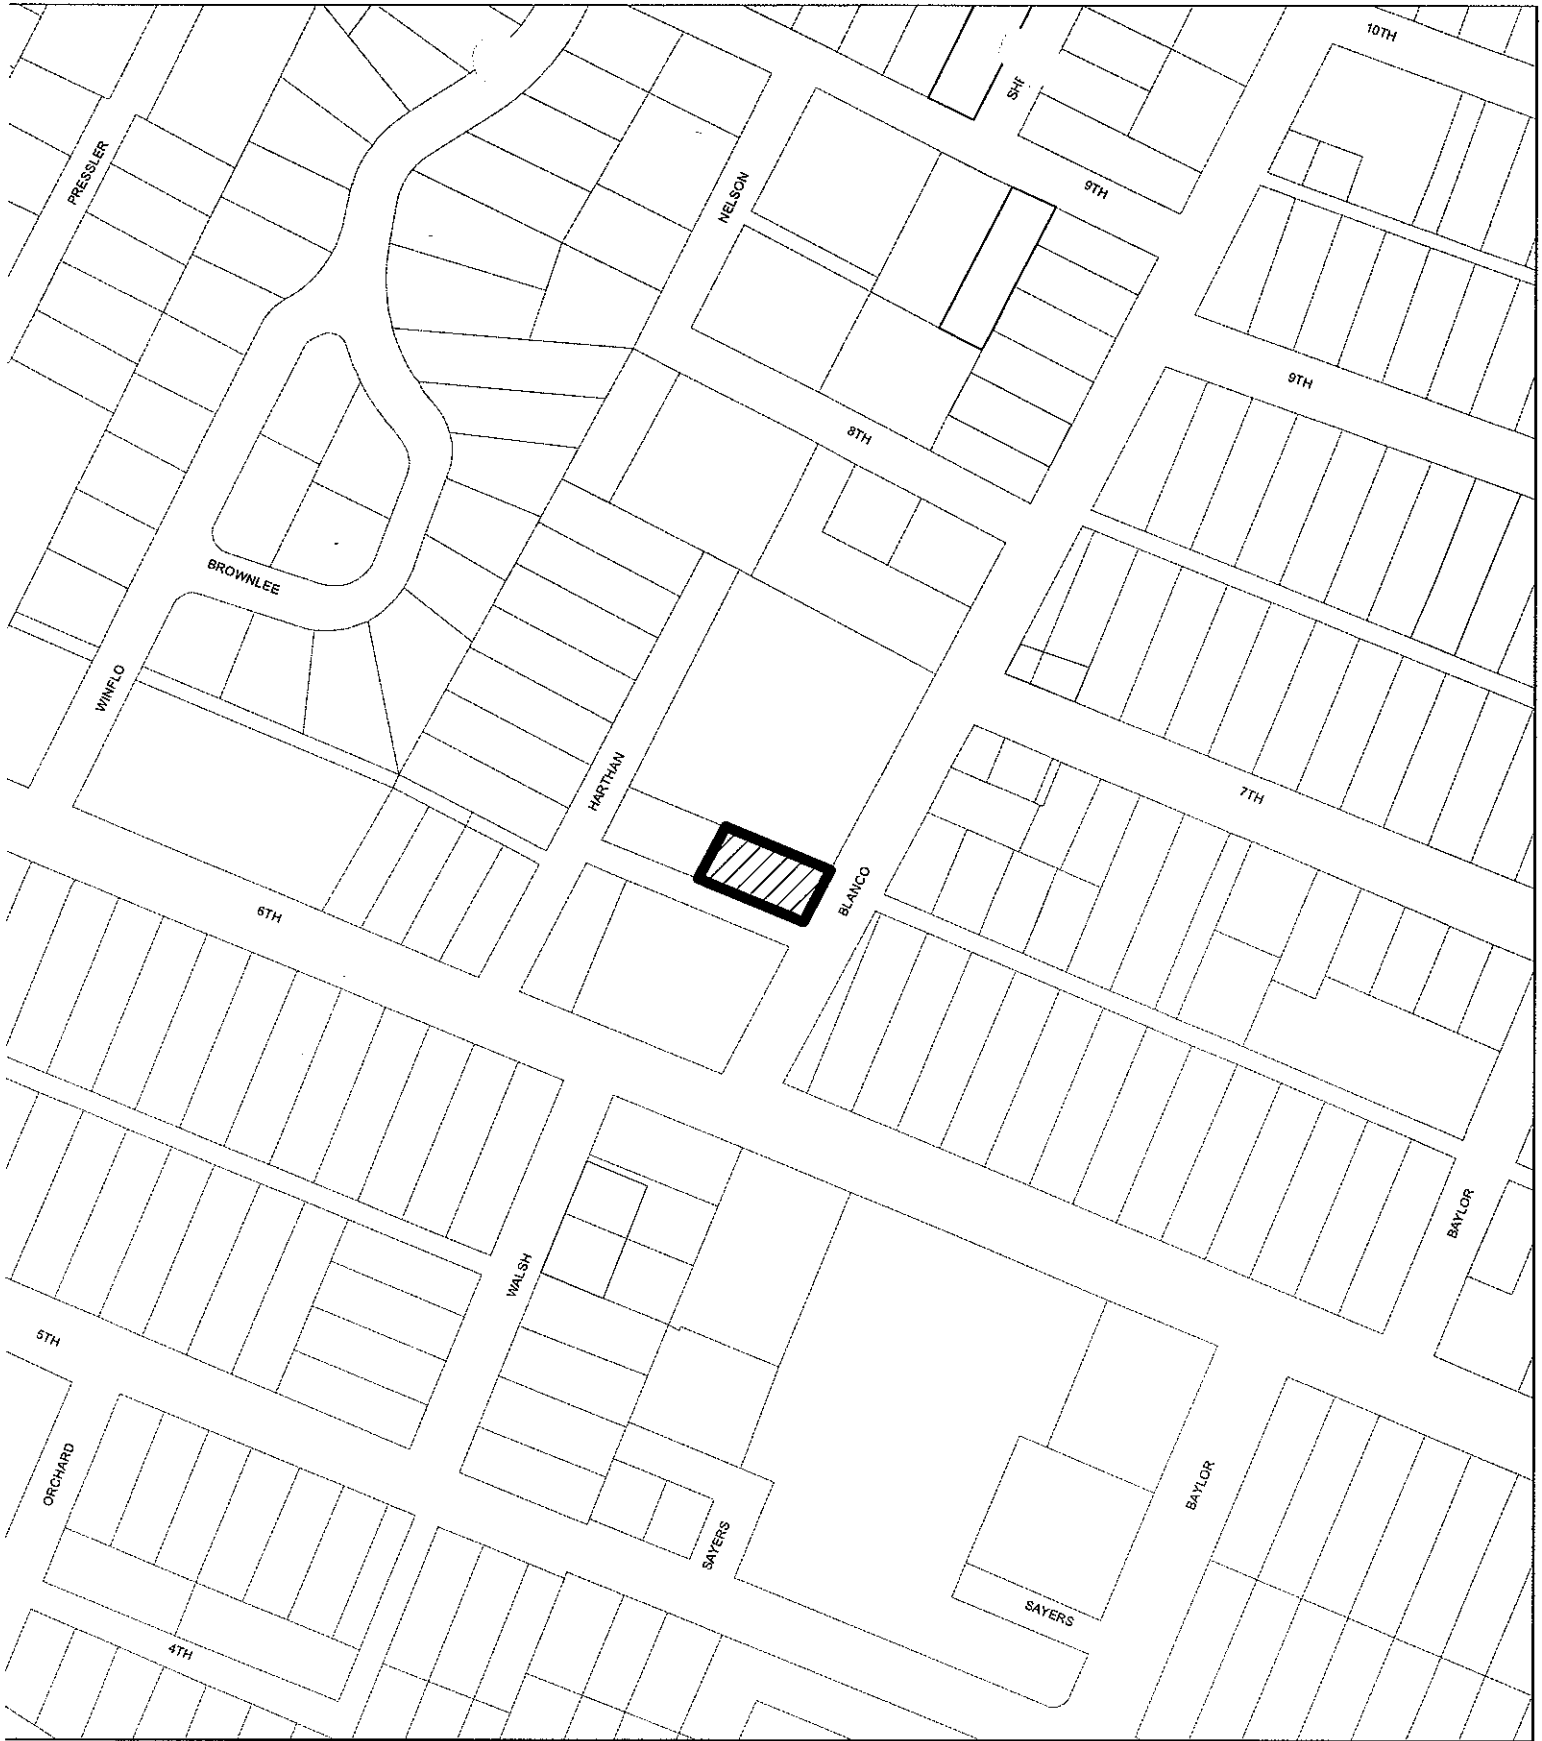 10TH
SHE
PRESSLER
NELSON
9TH
9TH
8TH
BROWNLEE
WINFLO
HARTHAN
7TH
BLANCO
6TH
BAYLOR
WALSH
5TH
ORCHARD
BAYLOR
SAYERS
SAYERS
4TH